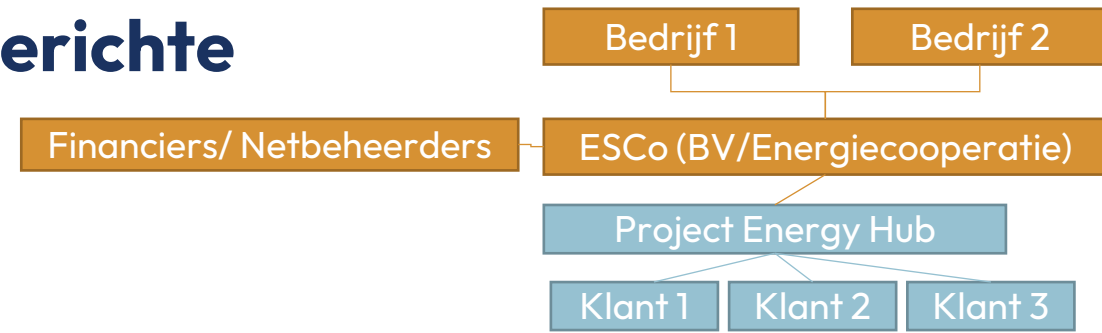 erichte
Bedrijf 1
Bedrijf 2
Financiers/ Netbeheerders
ESCo (BV/Energiecooperatie)
Project Energy Hub
Klant 1
Klant 2
Klant 3